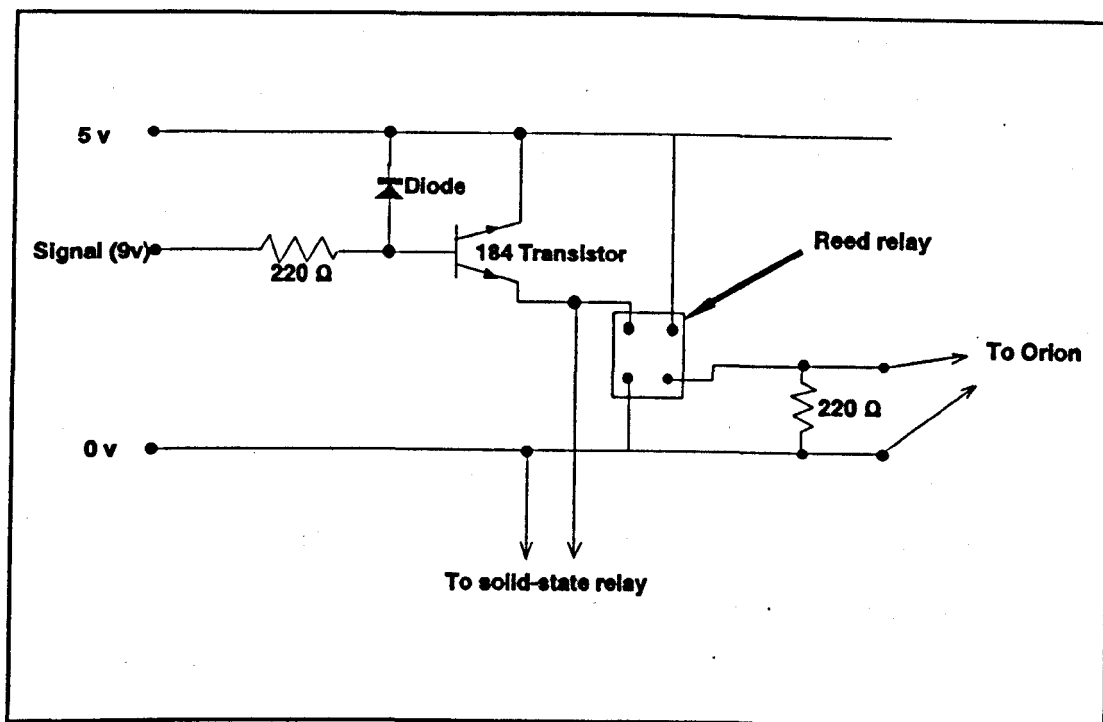 5 v
Diode
Signal (9v)
220 Ω
184 Transistor
Reed relay
To Orion
220 Ω
0 v
To solid-state relay